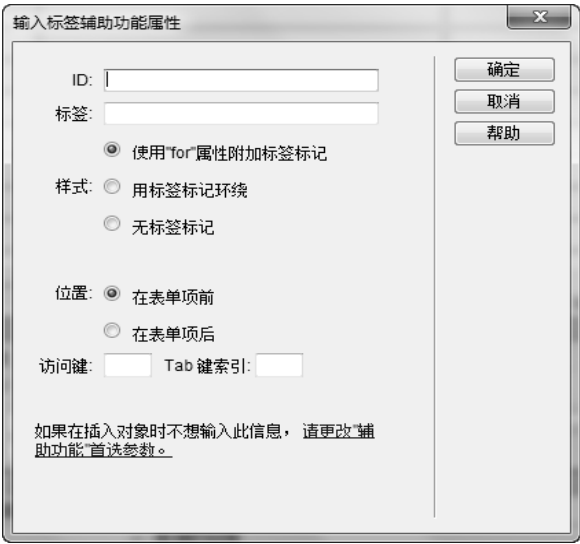 输入标签辅助功能属性
ID:
标签:
使用"for"属性附加标签标记
样式:
用标签标记环绕
无标签标记
位置:
在表单项前
在表单项后
访问键:
Tab 键索引:
如果在插入对象时不想输入此信息，请更改"辅
助功能"首选参数。
确定
取消
帮助